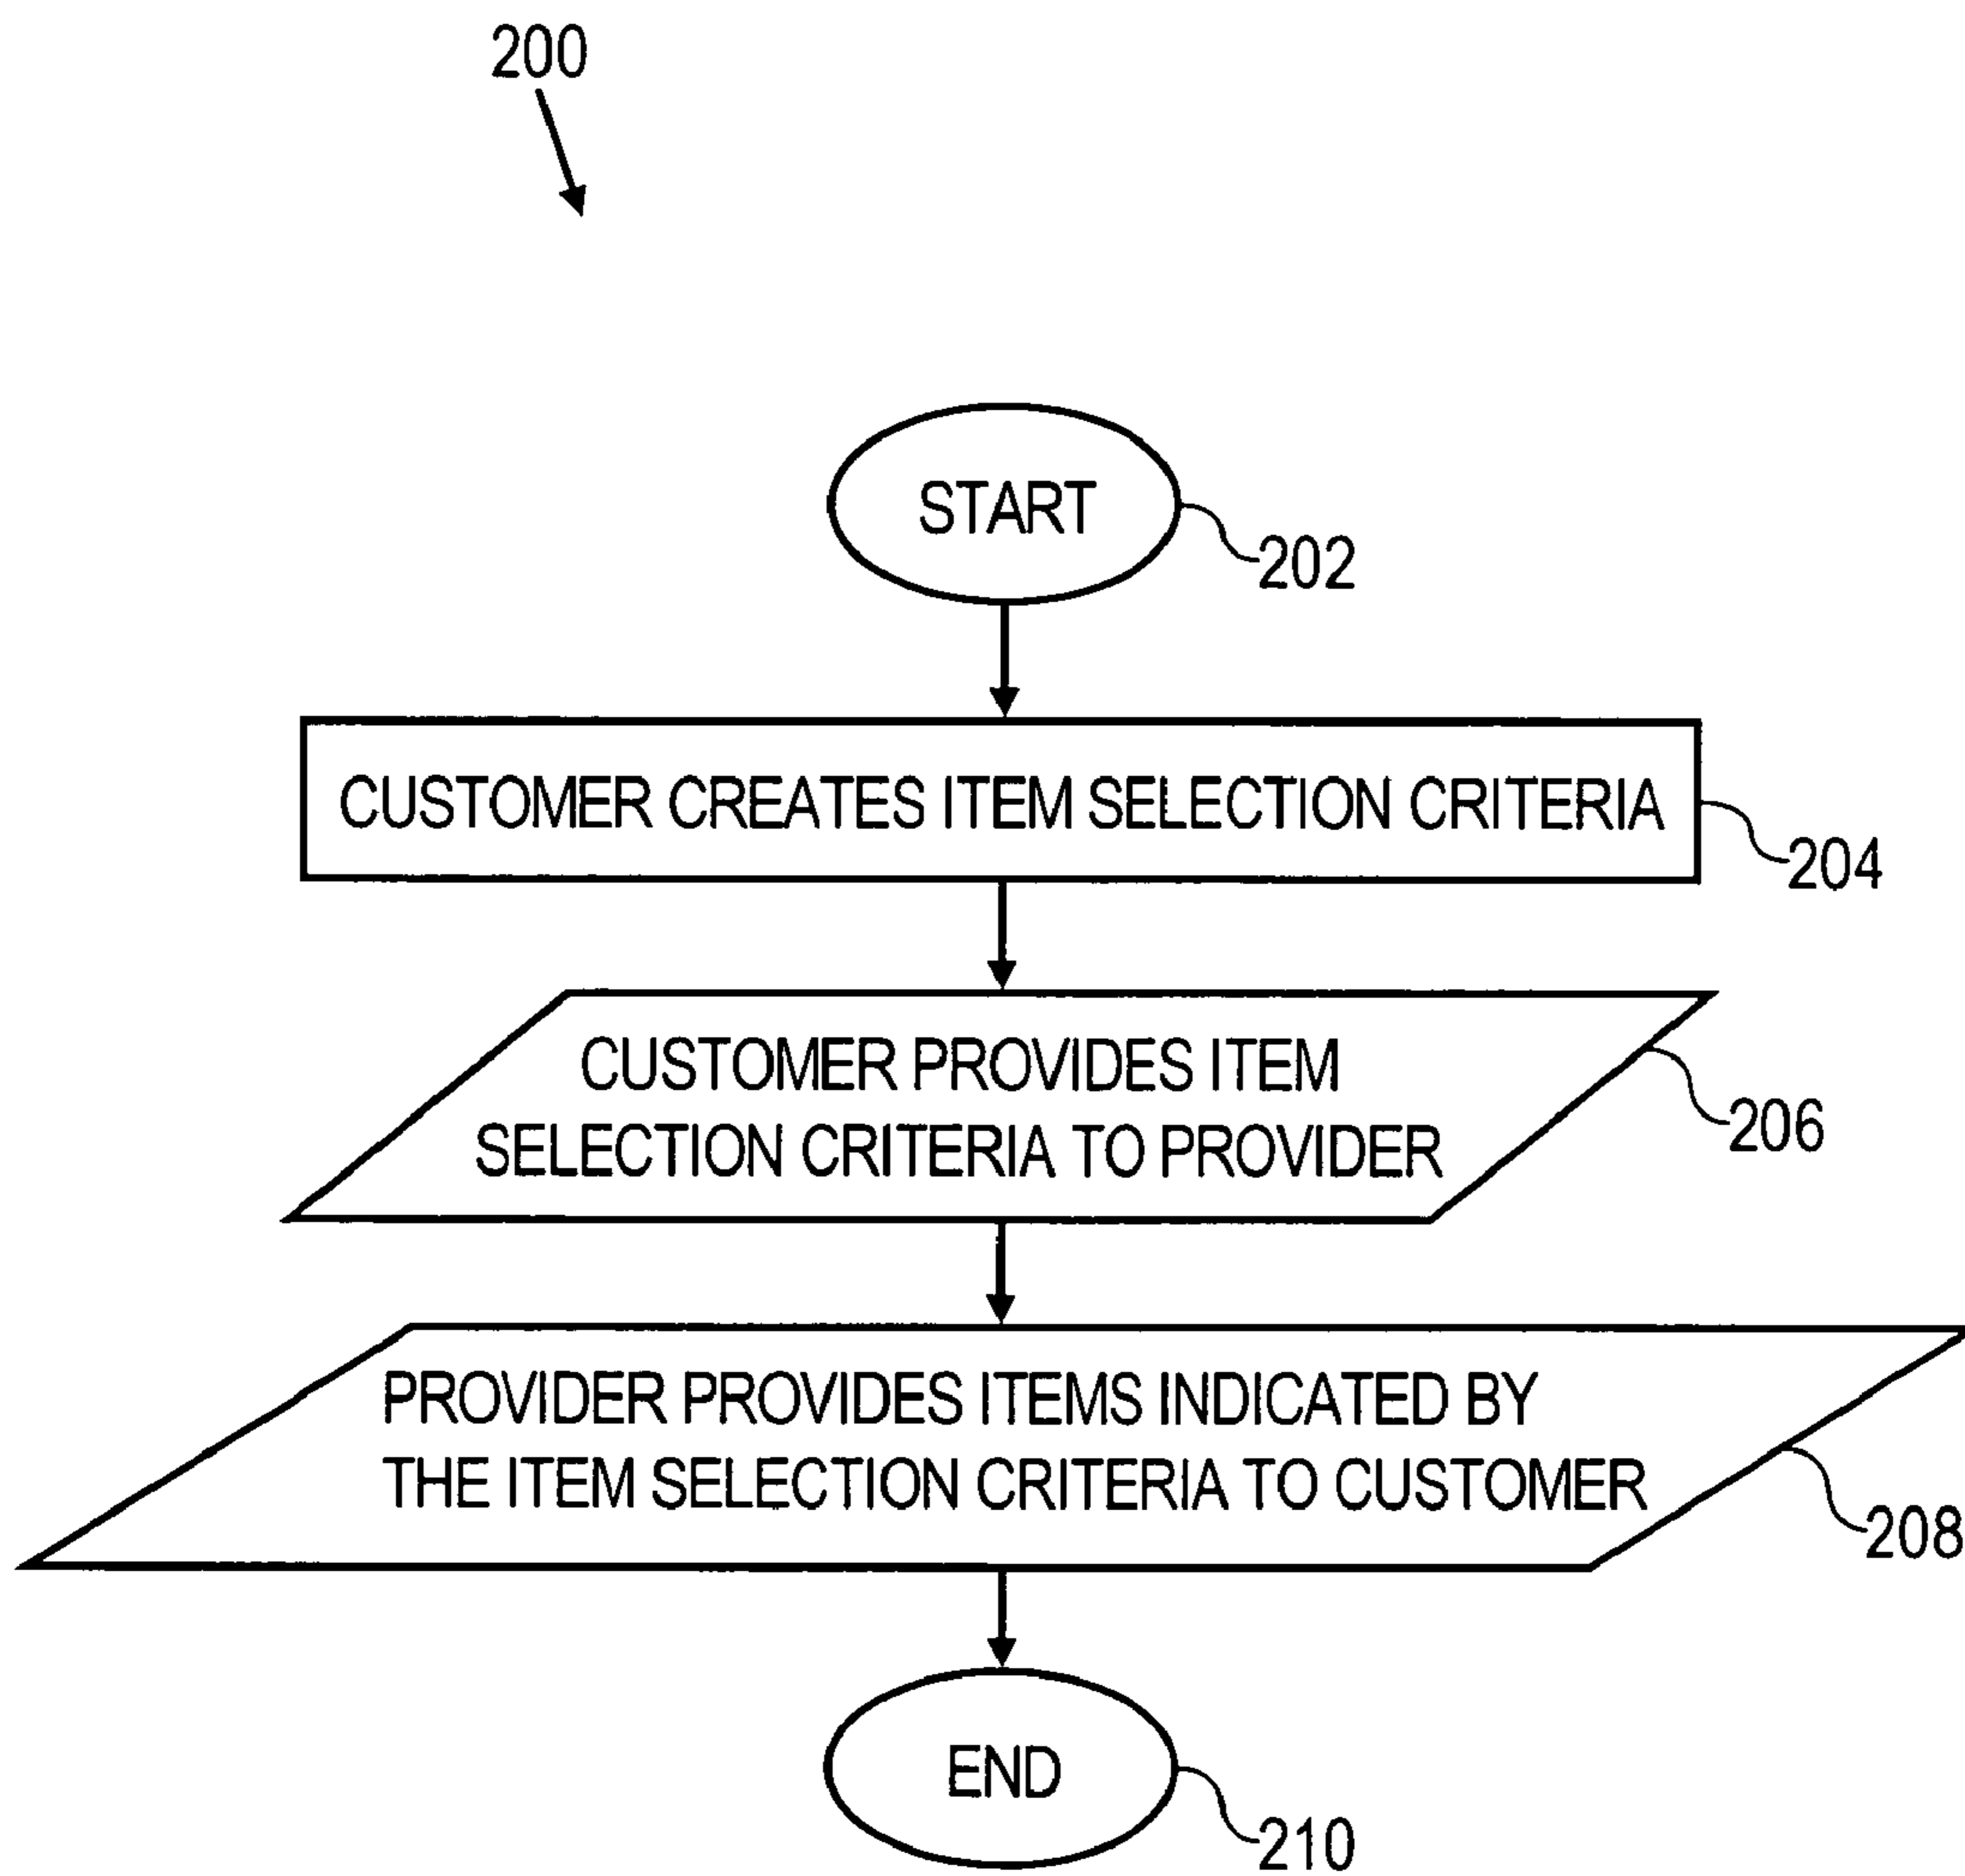 200
START
202
CUSTOMER CREATES ITEM SELECTION CRITERIA
204
CUSTOMER PROVIDES ITEM
SELECTION CRITERIA TO PROVIDER
206
PROVIDER PROVIDES ITEMS INDICATED BY
THE ITEM SELECTION CRITERIA TO CUSTOMER
208
END
210